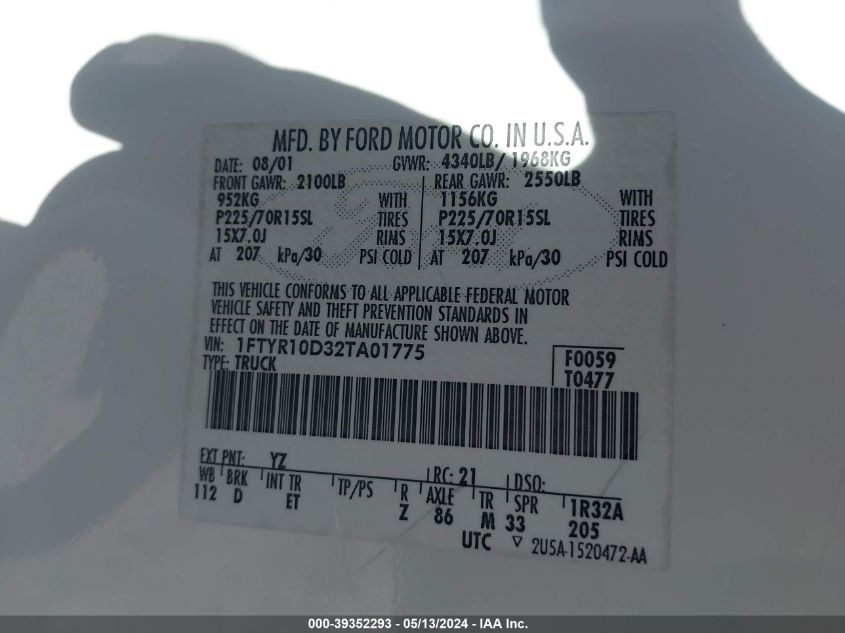 MFD. BY FORD MOTOR CO. IN U.S.A.
DATE: 08/01 GVWR: 4340LB/ 1968KG
FRONT GAWR: 2100LB REAR GAWR: 2550LB
952KG WITH 1156KG WITH
P225/70R15SL TIRES P225/70R15SL TIRES
15X7.0J RIMS 15X7.0J RIMS
AT 207 kPa/30 PSI COLD AT 207 kPa/30 PSI COLD
THIS VEHICLE CONFORMS TO ALL APPLICABLE FEDERAL MOTOR
VEHICLE SAFETY AND THEFT PREVENTION STANDARDS IN
EFFECT ON THE DATE OF MANUFACTURE SHOWN ABOVE.
VIN: 1FTYR10D32TA01775 F0059
TYPE: TRUCK T0477
EXT PNT: YZ RC: 21 DSO:
WB BRK INT TR TP/PS R AXLE TR SPR 1R32A
112 D ET Z 86 M 33 205
UTC ▽ 2U5A-1520472-AA
000-39352293 - 05/13/2024 - IAA Inc.